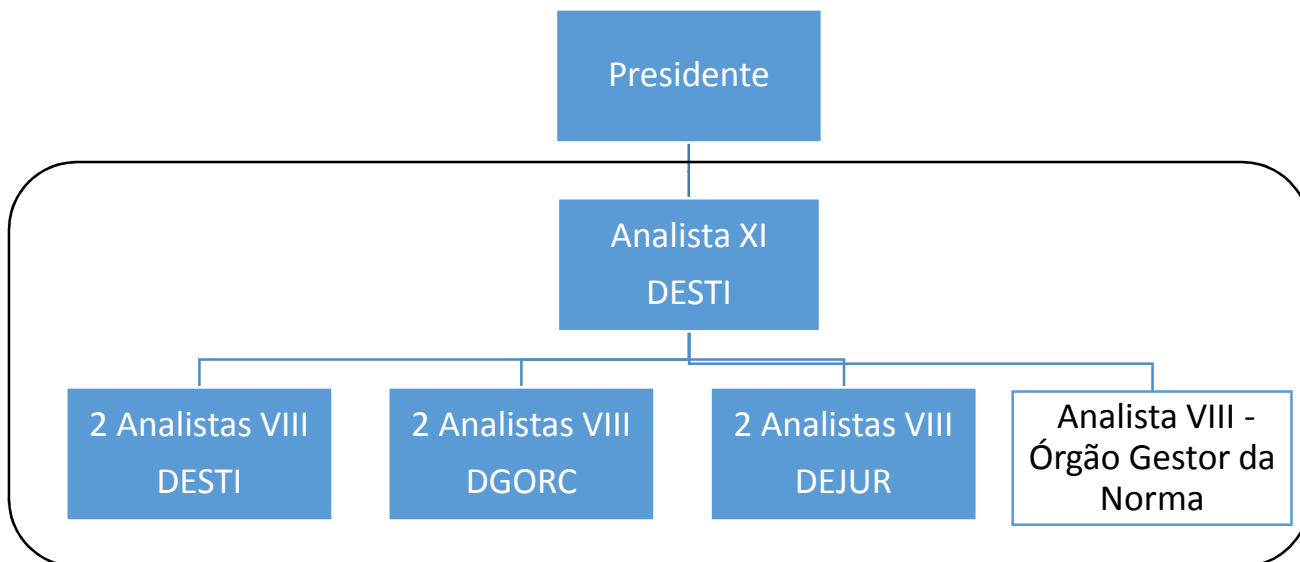 Presidente
Analista XI
DESTI
2 Analistas VIII
DESTI
2 Analistas VIII
DGORC
2 Analistas VIII
DEJUR
Analista VIII -
Órgão Gestor da
Norma